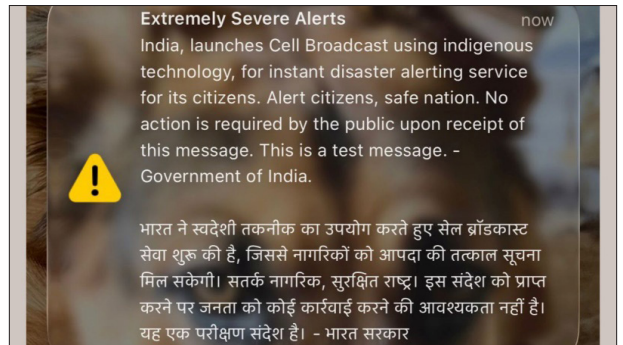 Extremely Severe Alerts
now
India, launches Cell Broadcast using indigenous
technology, for instant disaster alerting service
for its citizens. Alert citizens, safe nation. No
action is required by the public upon receipt of
this message. This is a test message. -
Government of India.
भारत ने स्वदेशी तकनीक का उपयोग करते हुए सेल ब्रॉडकास्ट
सेवा शुरू की है, जिससे नागरिकों को आपदा की तत्काल सूचना
मिल सकेगी। सतर्क नागरिक, सुरक्षित राष्ट्र। इस संदेश को प्राप्त
करने पर जनता को कोई कार्रवाई करने की आवश्यकता नहीं है।
यह एक परीक्षण संदेश है। - भारत सरकार